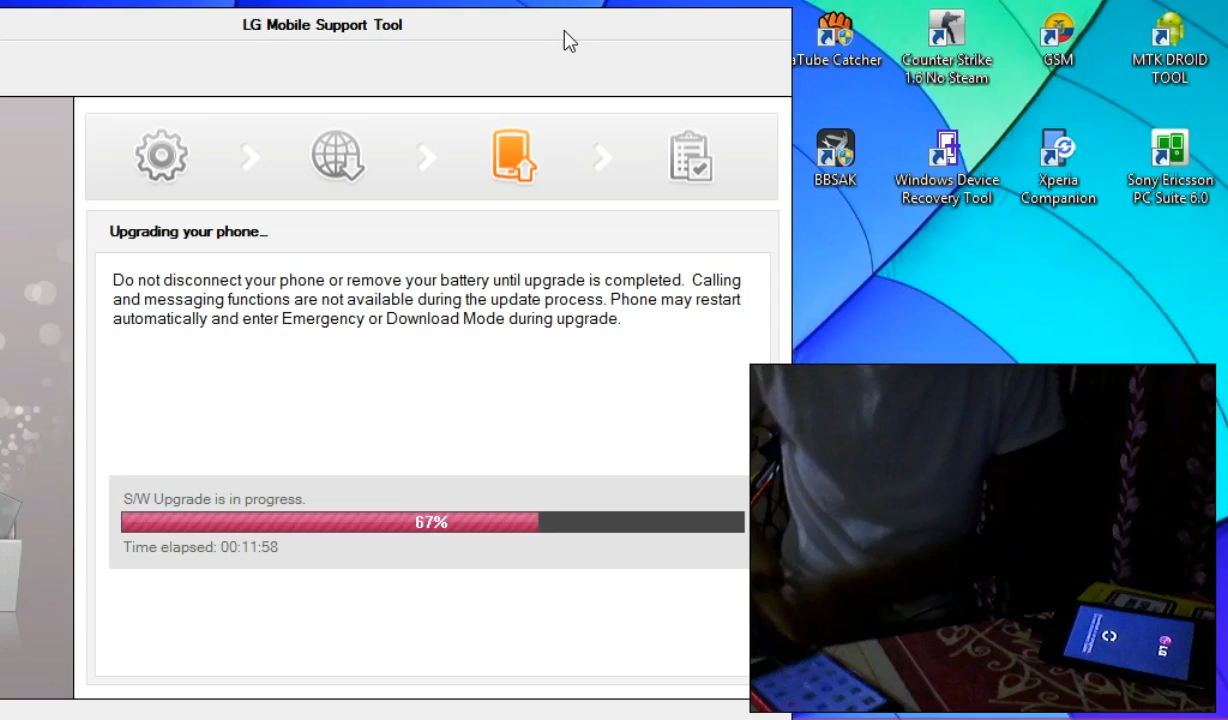 LG Mobile Support Tool
Upgrading your phone...
Do not disconnect your phone or remove your battery until upgrade is completed. Calling
and messaging functions are not available during the update process. Phone may restart
automatically and enter Emergency or Download Mode during upgrade.
S/W Upgrade is in progress.
67%
Time elapsed: 00:11:58
aTube Catcher
Counter Strike
1.6 No Steam
GSM
MTK DROID
TOOL
BBSAK
Windows Device
Recovery Tool
Xperia
Companion
Sony Ericsson
PC Suite 6.0
LG